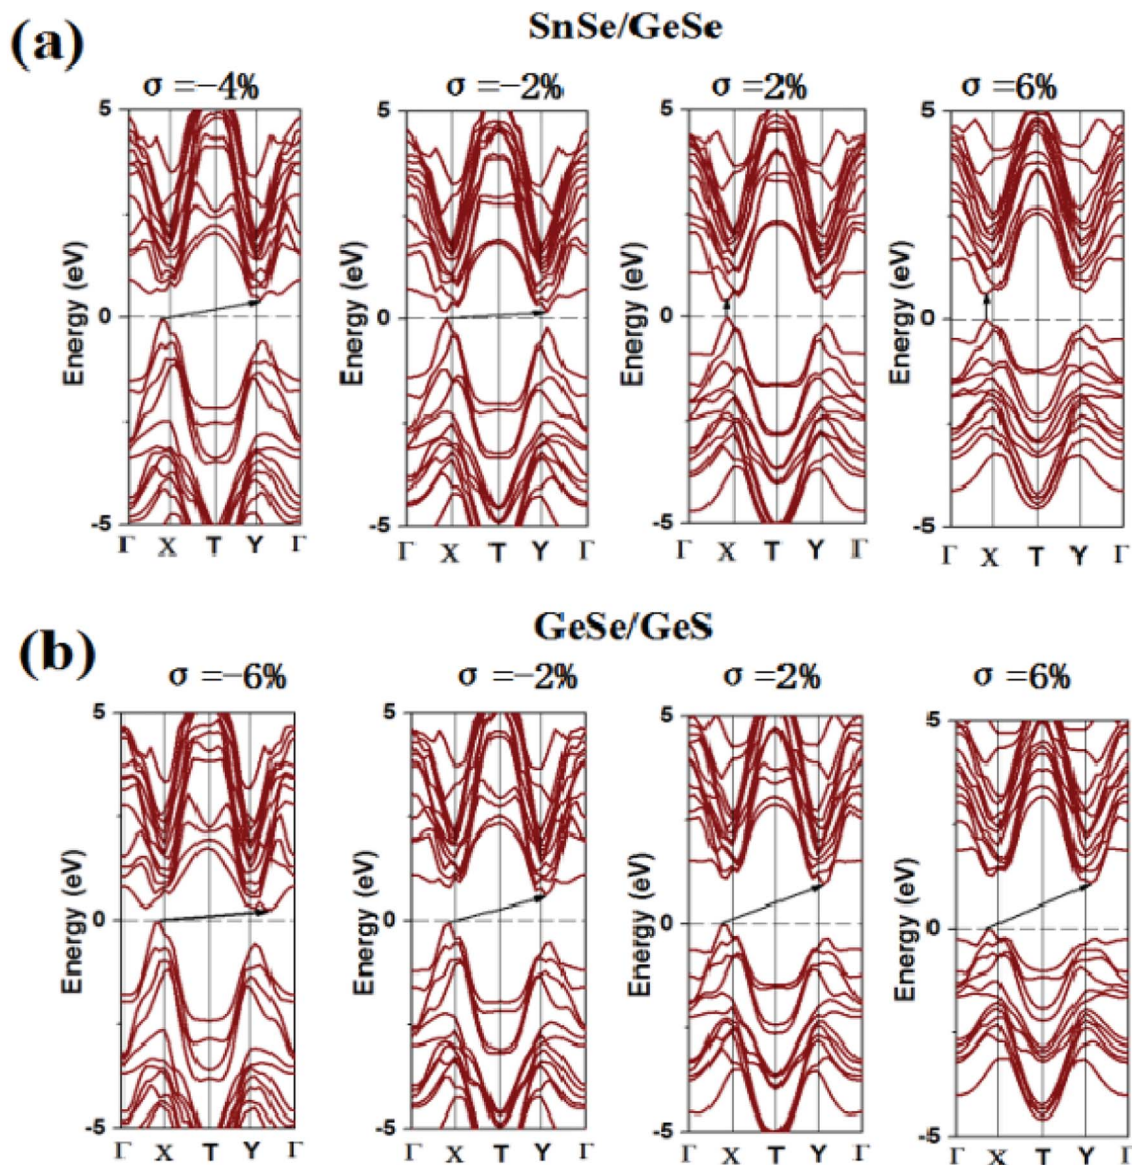 (a)
SnSe/GeSe
σ =−4%
σ =−2%
σ =2%
σ =6%
5
0
-5
Energy (eV)
Γ X T Y Γ
5
0
-5
Energy (eV)
Γ X T Y Γ
5
0
-5
Energy (eV)
Γ X T Y Γ
5
0
-5
Energy (eV)
Γ X T Y Γ
(b)
GeSe/GeS
σ =−6%
σ =−2%
σ =2%
σ =6%
5
0
-5
Energy (eV)
Γ X T Y Γ
5
0
-5
Energy (eV)
Γ X T Y Γ
5
0
-5
Energy (eV)
Γ X T Y Γ
5
0
-5
Energy (eV)
Γ X T Y Γ